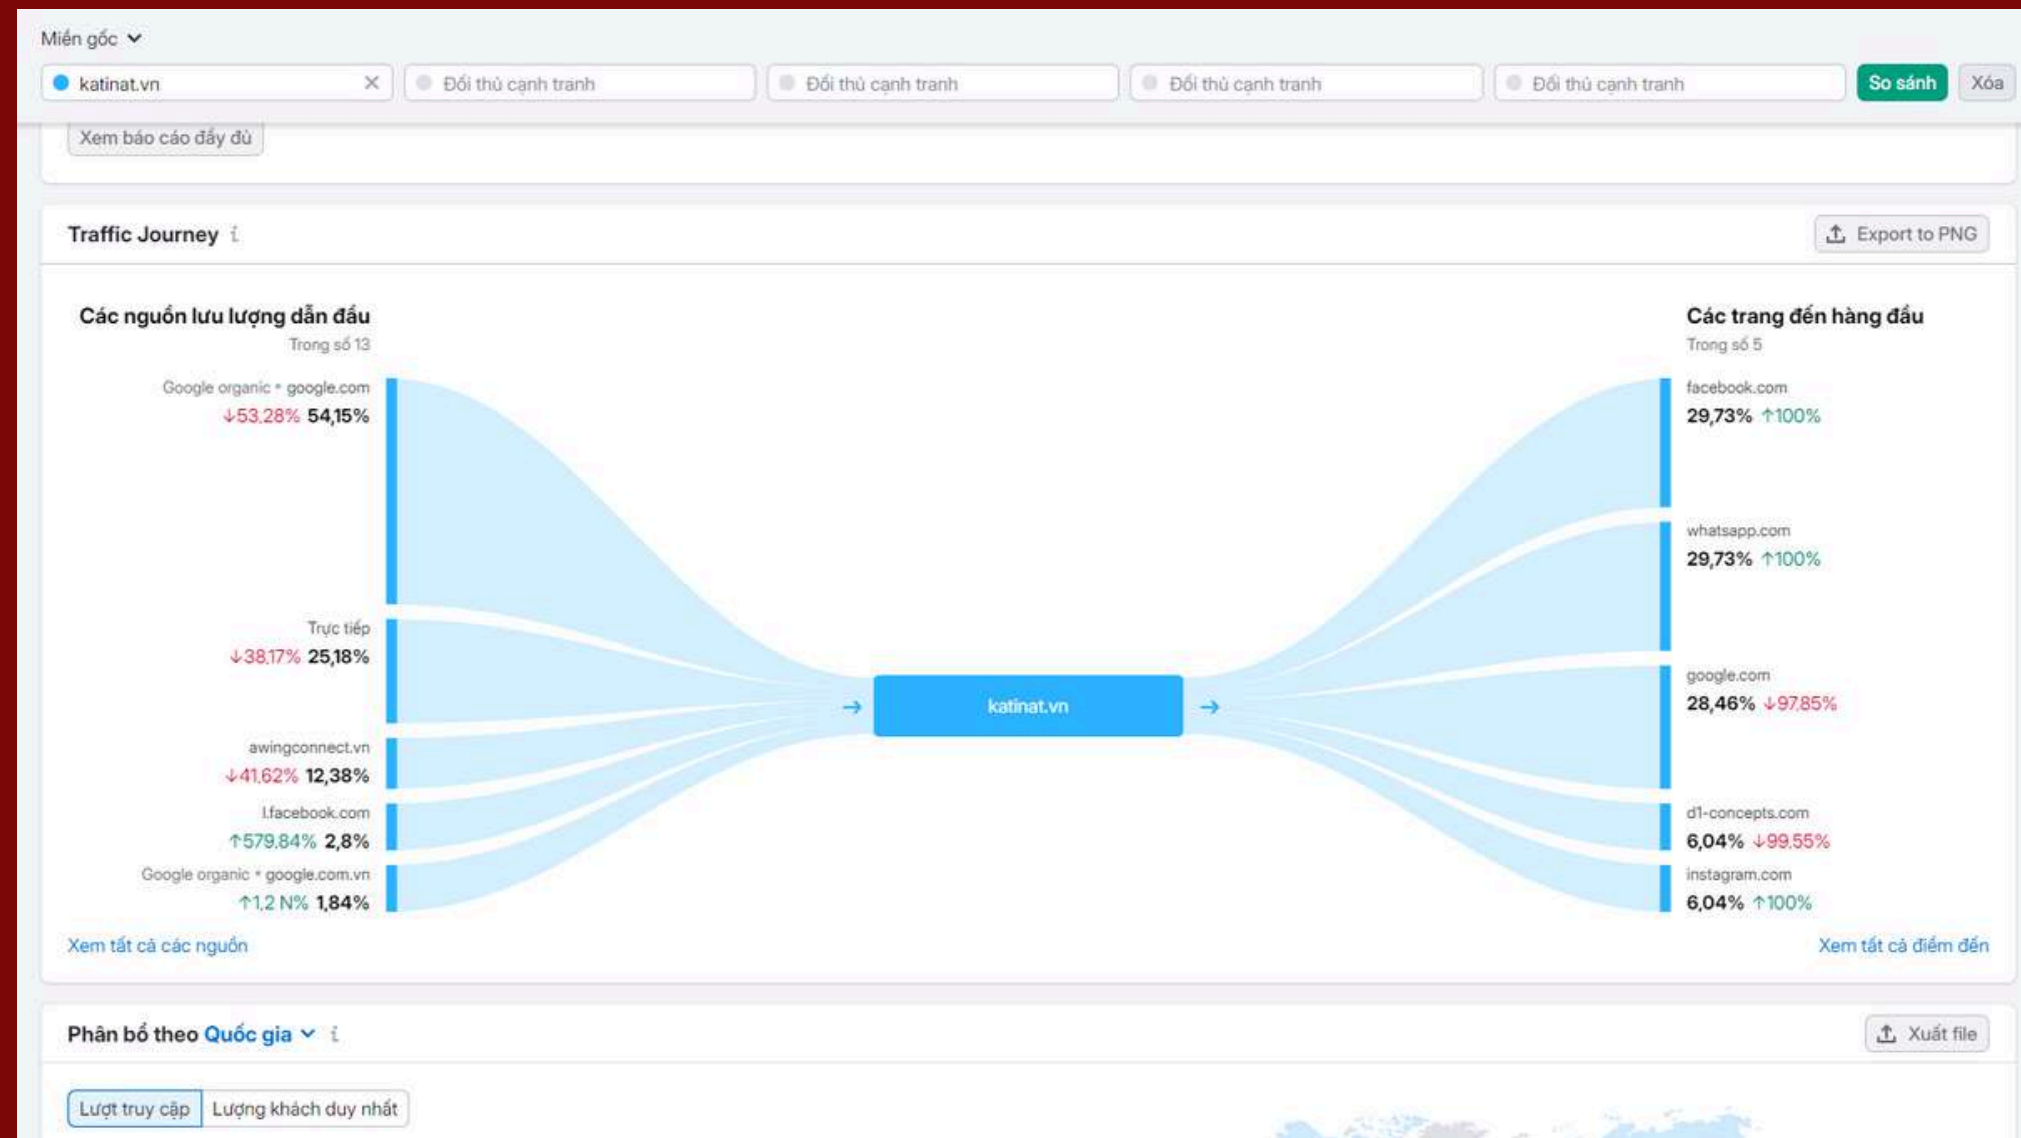 Miền gốc
katinat.vn
Đối thủ cạnh tranh
Đối thủ cạnh tranh
Đối thủ cạnh tranh
Đối thủ cạnh tranh
So sánh
Xóa
Xem báo cáo đầy đủ
Traffic Journey i
Export to PNG
Các nguồn lưu lượng dẫn đầu
Trong số 13
Google organic • google.com
↓53,28% 54,15%
Trực tiếp
↓38,17% 25,18%
awingconnect.vn
↓41,62% 12,38%
l.facebook.com
↑579,84% 2,8%
Google organic • google.com.vn
↑1,2 N% 1,84%
Xem tất cả các nguồn
→ katinat.vn →
Các trang đến hàng đầu
Trong số 5
facebook.com
29,73% ↑100%
whatsapp.com
29,73% ↑100%
google.com
28,46% ↓97,85%
d1-concepts.com
6,04% ↓99,55%
instagram.com
6,04% ↑100%
Xem tất cả điểm đến
Phân bổ theo Quốc gia i
Xuất file
Lượt truy cập
Lượng khách duy nhất